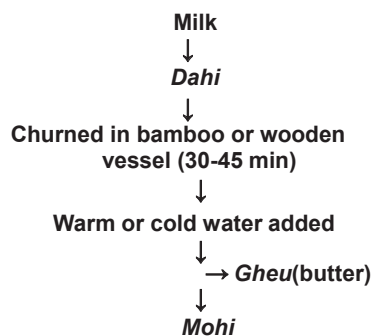 Milk
↓
Dahi
↓
Churned in bamboo or wooden
vessel (30-45 min)
↓
Warm or cold water added
↓
→ Gheu(butter)
↓
Mohi